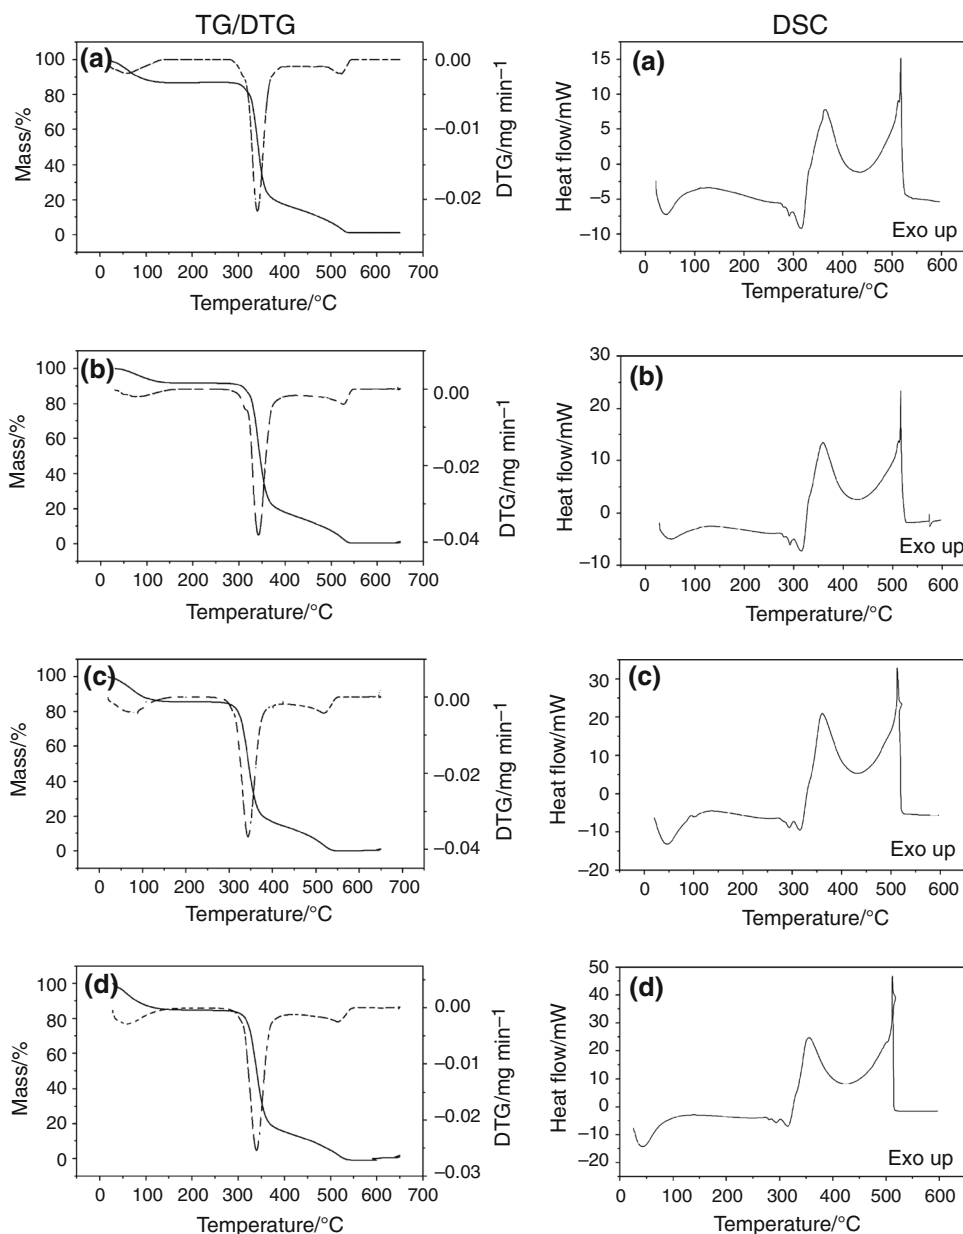 TG/DTG
DSC
(a)
100
80
60
40
20
0
Mass/%
0.00
–0.01
–0.02
DTG/mg min–1
0 100 200 300 400 500 600 700
Temperature/°C
(a)
15
10
5
0
–5
–10
Heat flow/mW
Exo up
0 100 200 300 400 500 600
Temperature/°C
(b)
100
80
60
40
20
0
Mass/%
0.00
–0.02
–0.04
DTG/mg min–1
0 100 200 300 400 500 600 700
Temperature/°C
(b)
30
20
10
0
–10
Heat flow/mW
Exo up
0 100 200 300 400 500 600
Temperature/°C
(c)
100
80
60
40
20
0
Mass/%
0.00
–0.02
–0.04
DTG/mg min–1
0 100 200 300 400 500 600 700
Temperature/°C
(c)
30
20
10
0
–10
–20
Heat flow/mW
Exo up
0 100 200 300 400 500 600
Temperature/°C
(d)
100
80
60
40
20
0
Mass/%
0.00
–0.01
–0.02
–0.03
DTG/mg min–1
0 100 200 300 400 500 600 700
Temperature/°C
(d)
50
40
30
20
10
0
–10
–20
Heat flow/mW
Exo up
0 100 200 300 400 500 600
Temperature/°C